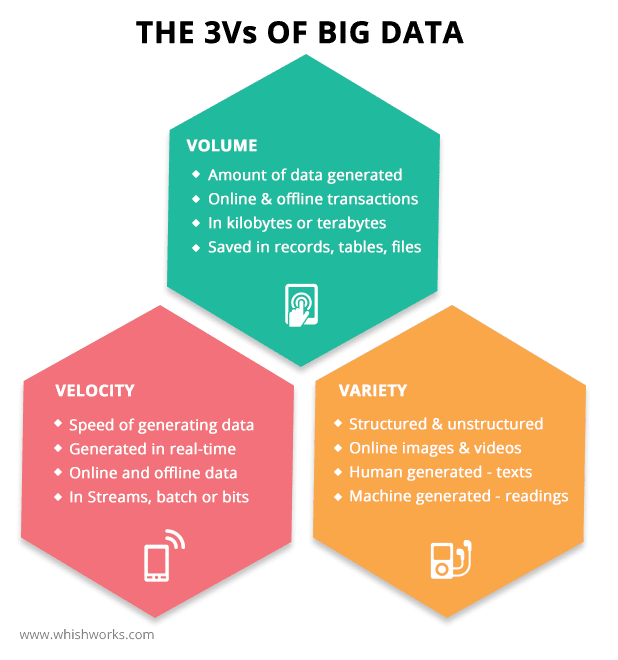 THE 3Vs OF BIG DATA
VOLUME
Amount of data generated
Online & offline transactions
In kilobytes or terabytes
Saved in records, tables, files
VELOCITY
Speed of generating data
Generated in real-time
Online and offline data
In Streams, batch or bits
VARIETY
Structured & unstructured
Online images & videos
Human generated - texts
Machine generated - readings
www.whishworks.com